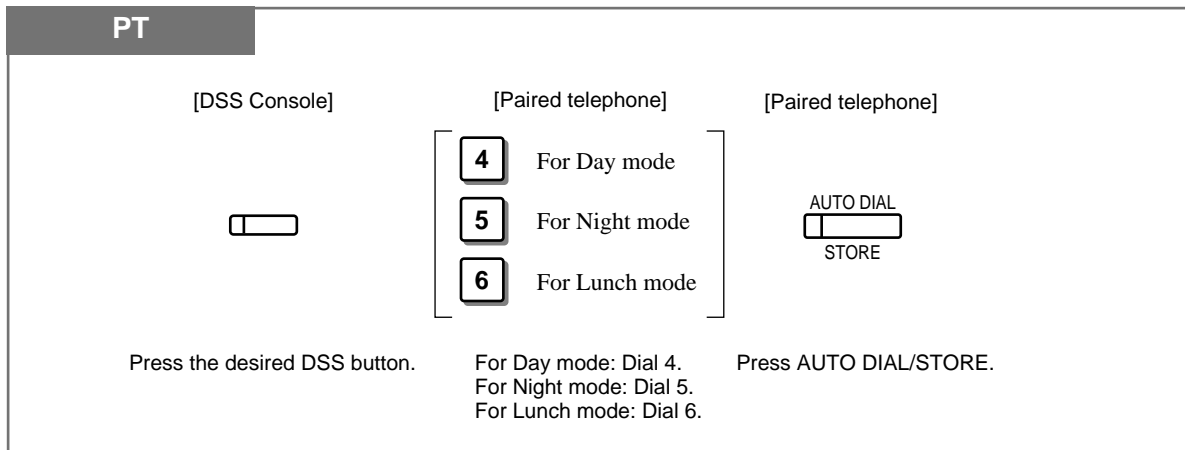 PT
[DSS Console]
[Paired telephone]
[Paired telephone]
4 For Day mode
5 For Night mode
6 For Lunch mode
AUTO DIAL
STORE
Press the desired DSS button.
For Day mode: Dial 4.
For Night mode: Dial 5.
For Lunch mode: Dial 6.
Press AUTO DIAL/STORE.